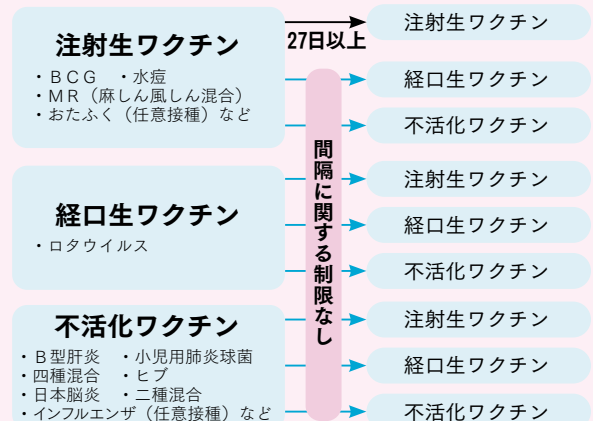 注射生ワクチン
・BCG ・水痘
・MR（麻しん風しん混合）
・おたふく（任意接種）など
27日以上
注射生ワクチン
経口生ワクチン
不活化ワクチン
経口生ワクチン
・ロタウイルス
間隔に関する制限なし
注射生ワクチン
経口生ワクチン
不活化ワクチン
不活化ワクチン
・B型肝炎 ・小児用肺炎球菌
・四種混合 ・ヒブ
・日本脳炎 ・二種混合
・インフルエンザ（任意接種）など
注射生ワクチン
経口生ワクチン
不活化ワクチン